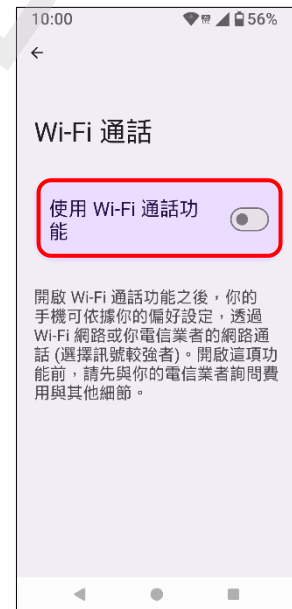 10:00
56%
Wi-Fi 通話
使用 Wi-Fi 通話功
能
開啟 Wi-Fi 通話功能之後，你的
手機可依據你的偏好設定，透過
Wi-Fi 網路或你電信業者的網路通
話 (選擇訊號較強者)。開啟這項功
能前，請先與你的電信業者詢問費
用與其他細節。